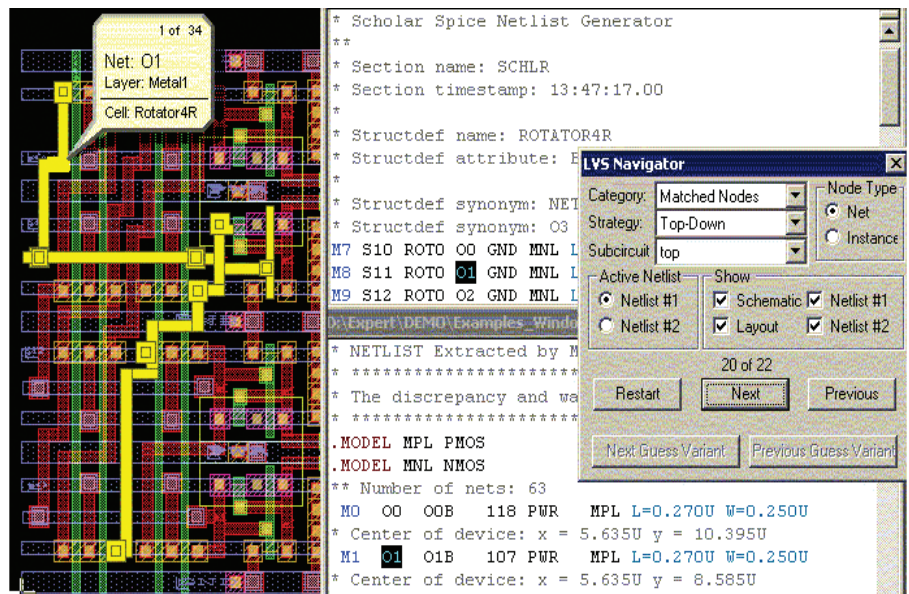 1 of 34
Net: O1
Layer: Metal1
Cell: Rotator4R
* Scholar Spice Netlist Generator
**
* Section name: SCHLR
* Section timestamp: 13:47:17.00
*
* Structdef name: ROTATOR4R
* Structdef attribute:
*
* Structdef synonym: NET
* Structdef synonym: O3
M7 S10 ROT0 O0 GND MNL L
M8 S11 ROT0 O1 GND MNL L
M9 S12 ROT0 O2 GND MNL L
D:\Expert\DEMO\Examples_Windo
* NETLIST Extracted by M
* ***********************
* The discrepancy and wa
* ***********************
.MODEL MPL PMOS
.MODEL MNL NMOS
** Number of nets: 63
M0 O0 O0B 118 PWR MPL L=0.270U W=0.250U
* Center of device: x = 5.635U y = 10.395U
M1 O1 O1B 107 PWR MPL L=0.270U W=0.250U
* Center of device: x = 5.635U y = 8.585U
LVS Navigator
Category: Matched Nodes
Strategy: Top-Down
Subcircuit top
Node Type
Net
Instance
Active Netlist
Netlist #1
Netlist #2
Show
Schematic Netlist #1
Layout Netlist #2
20 of 22
Restart Next Previous
Next Guess Variant Previous Guess Variant